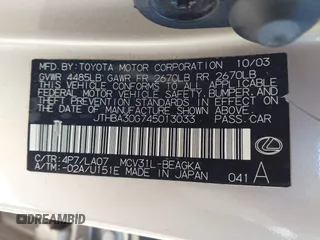 MFD. BY: TOYOTA MOTOR CORPORATION 10/03
GVWR 4485LB GAWR FR 2670LB RR 2670LB
THIS VEHICLE CONFORMS TO ALL APPLICABLE
FEDERAL MOTOR VEHICLE SAFETY, BUMPER, AND
THEFT PREVENTION STANDARDS IN EFFECT ON
THE DATE OF MANUFACTURE SHOWN ABOVE.
JTHBA30G745013033 PASS. CAR
C/TR: 4P7/LA07 MCV31L-BEAGKA
A/TM: -02A/U151E MADE IN JAPAN 041 A
DREAMBID